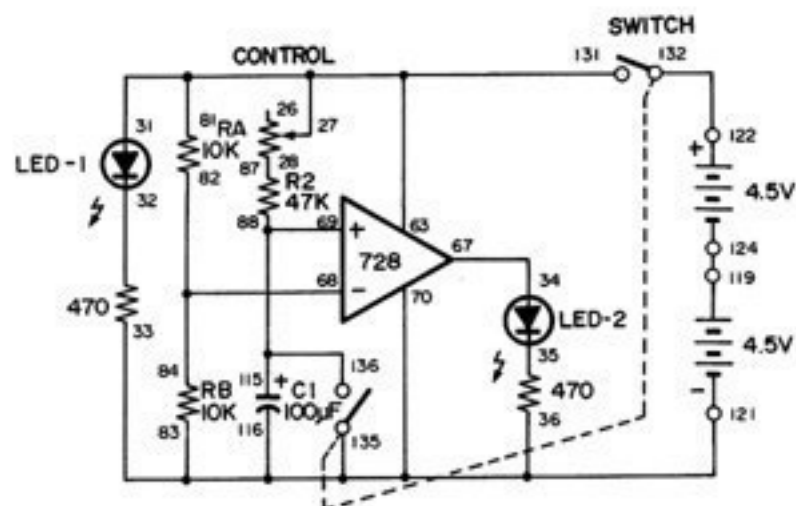 SWITCH
131
132
CONTROL
31
LED-1
32
470
33
81
RA
10K
82
26
27
28
87
R2
47K
88
69
+
728
68
−
63
67
70
34
LED-2
35
470
36
122
+
4.5V
124
119
4.5V
-
121
84
RB
10K
83
115
+
C1
100µF
116
136
135